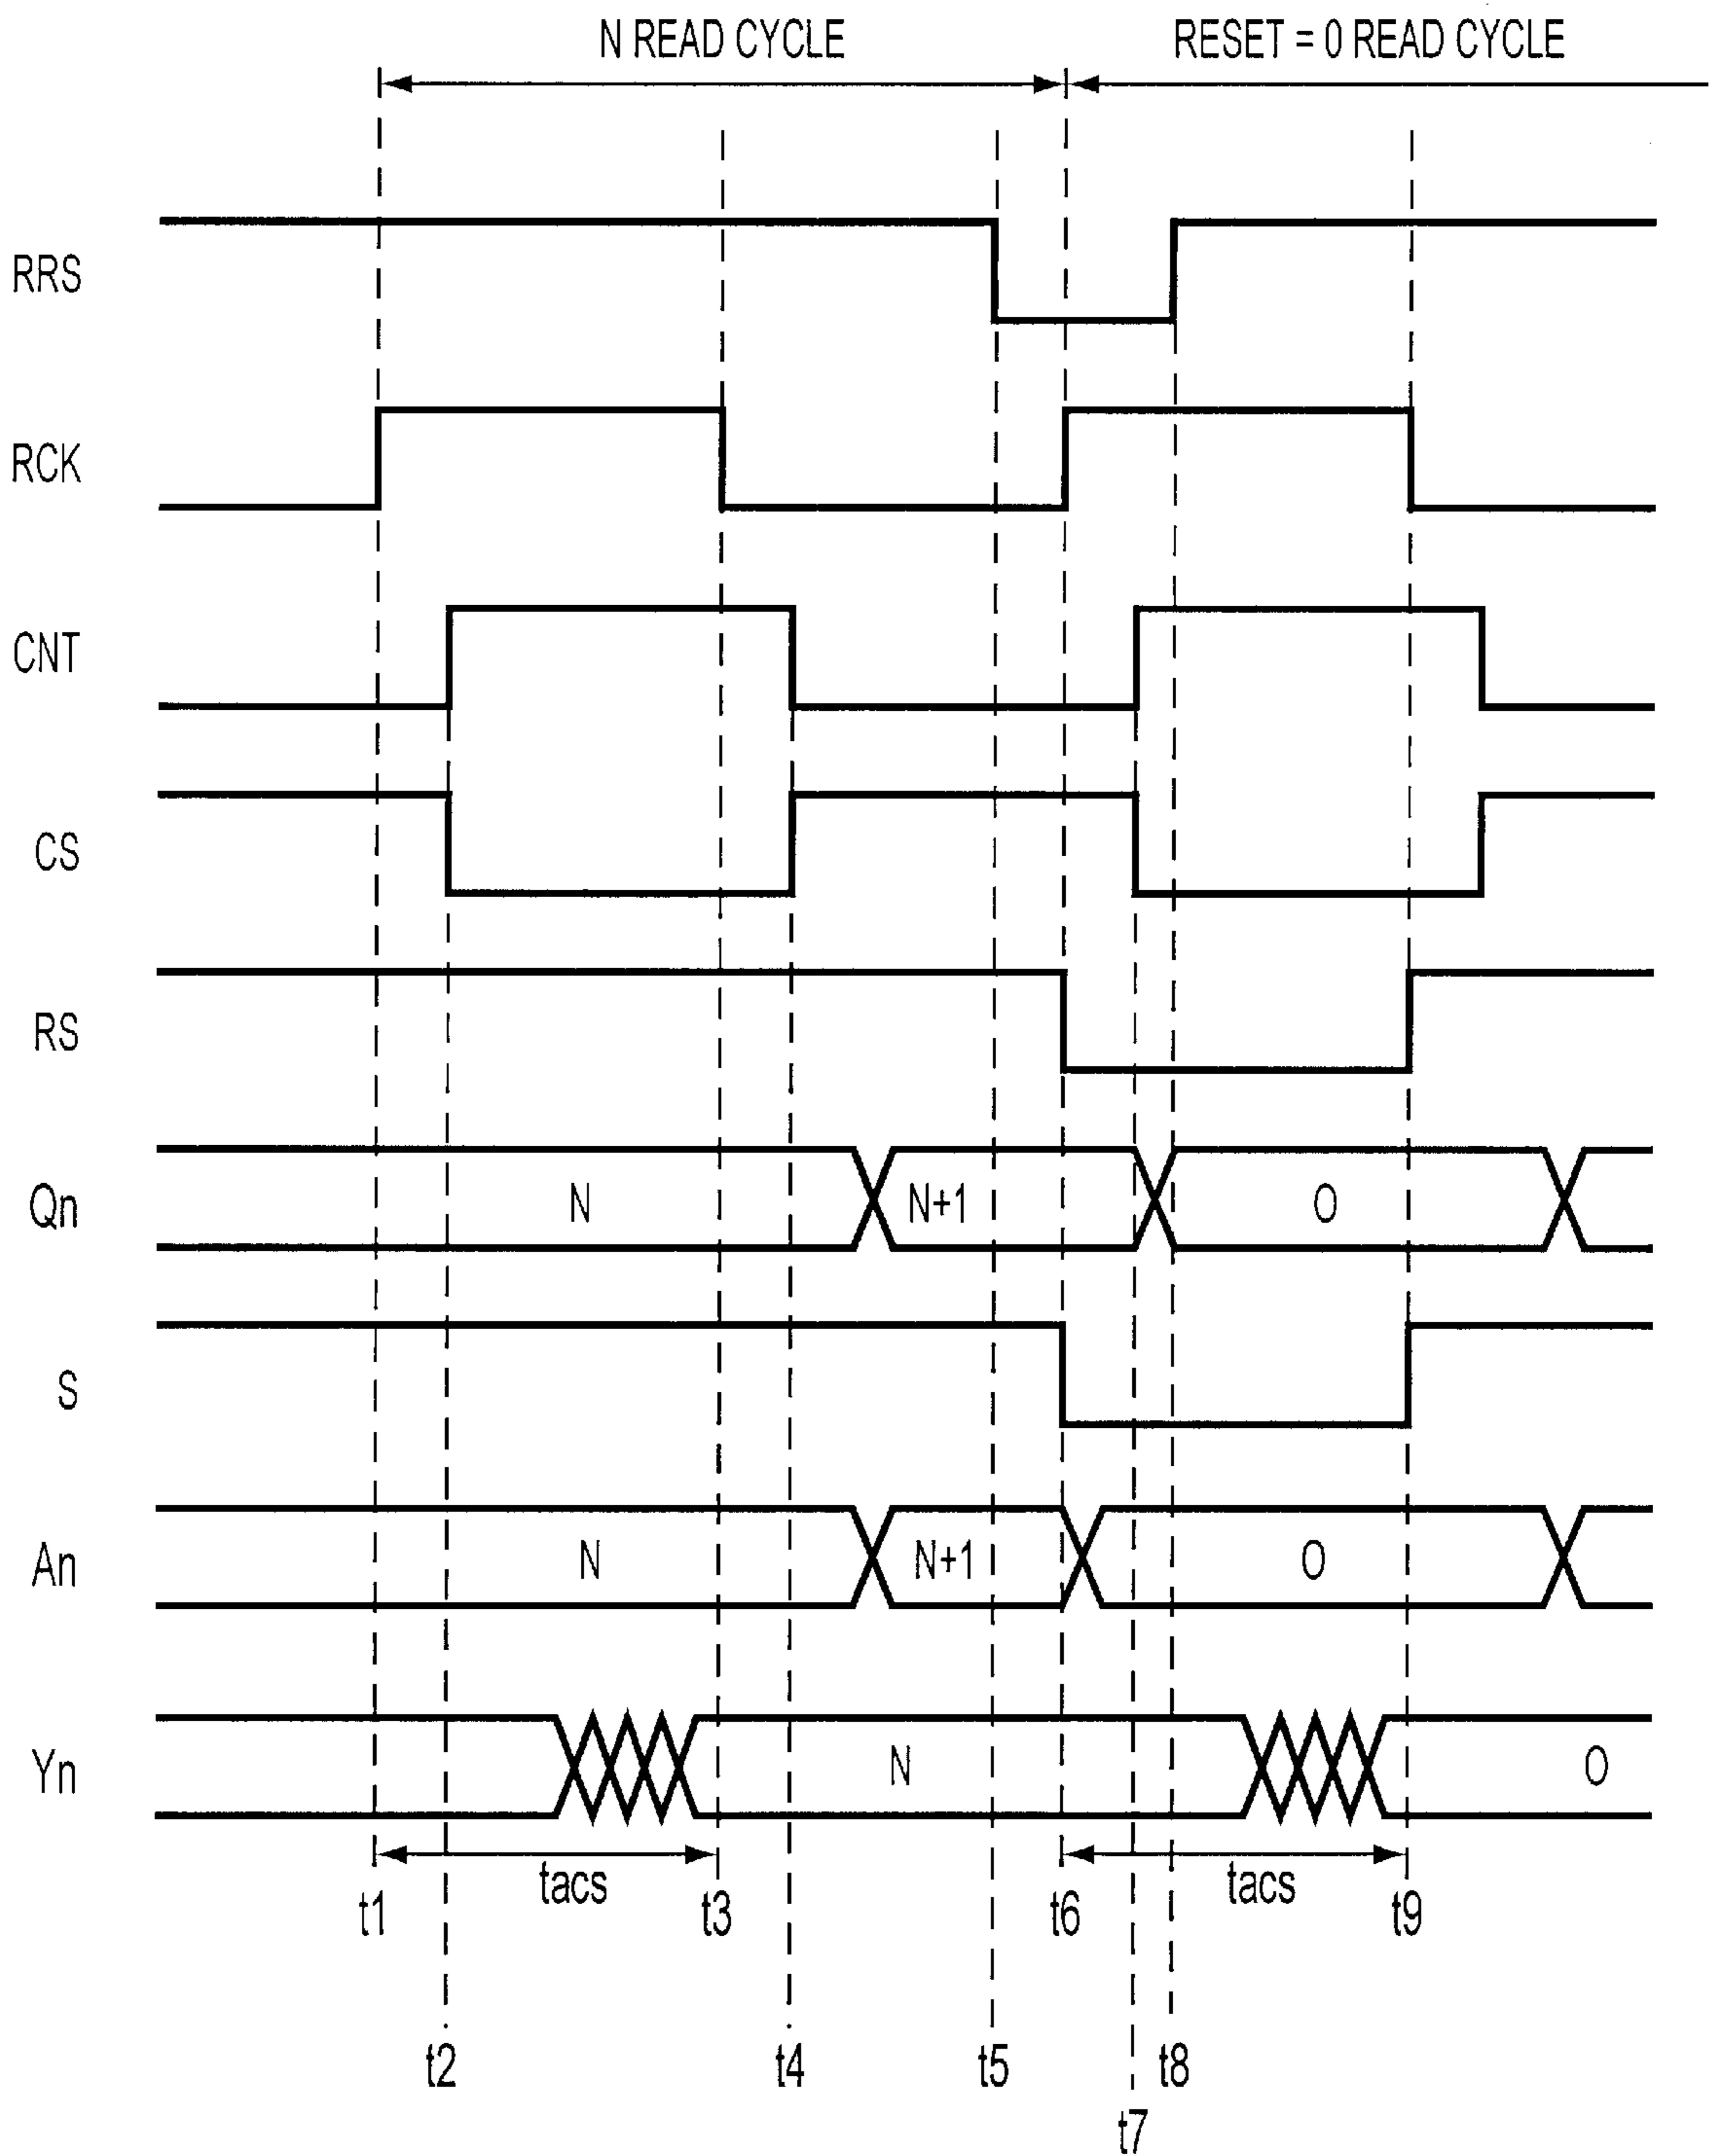 N READ CYCLE RESET = 0 READ CYCLE
RRS
RCK
CNT
CS
RS
Qn N N+1 O
S
An N N+1 O
Yn N O
tacs tacs
t1 t3 t6 t9
t2 t4 t5 t8
t7